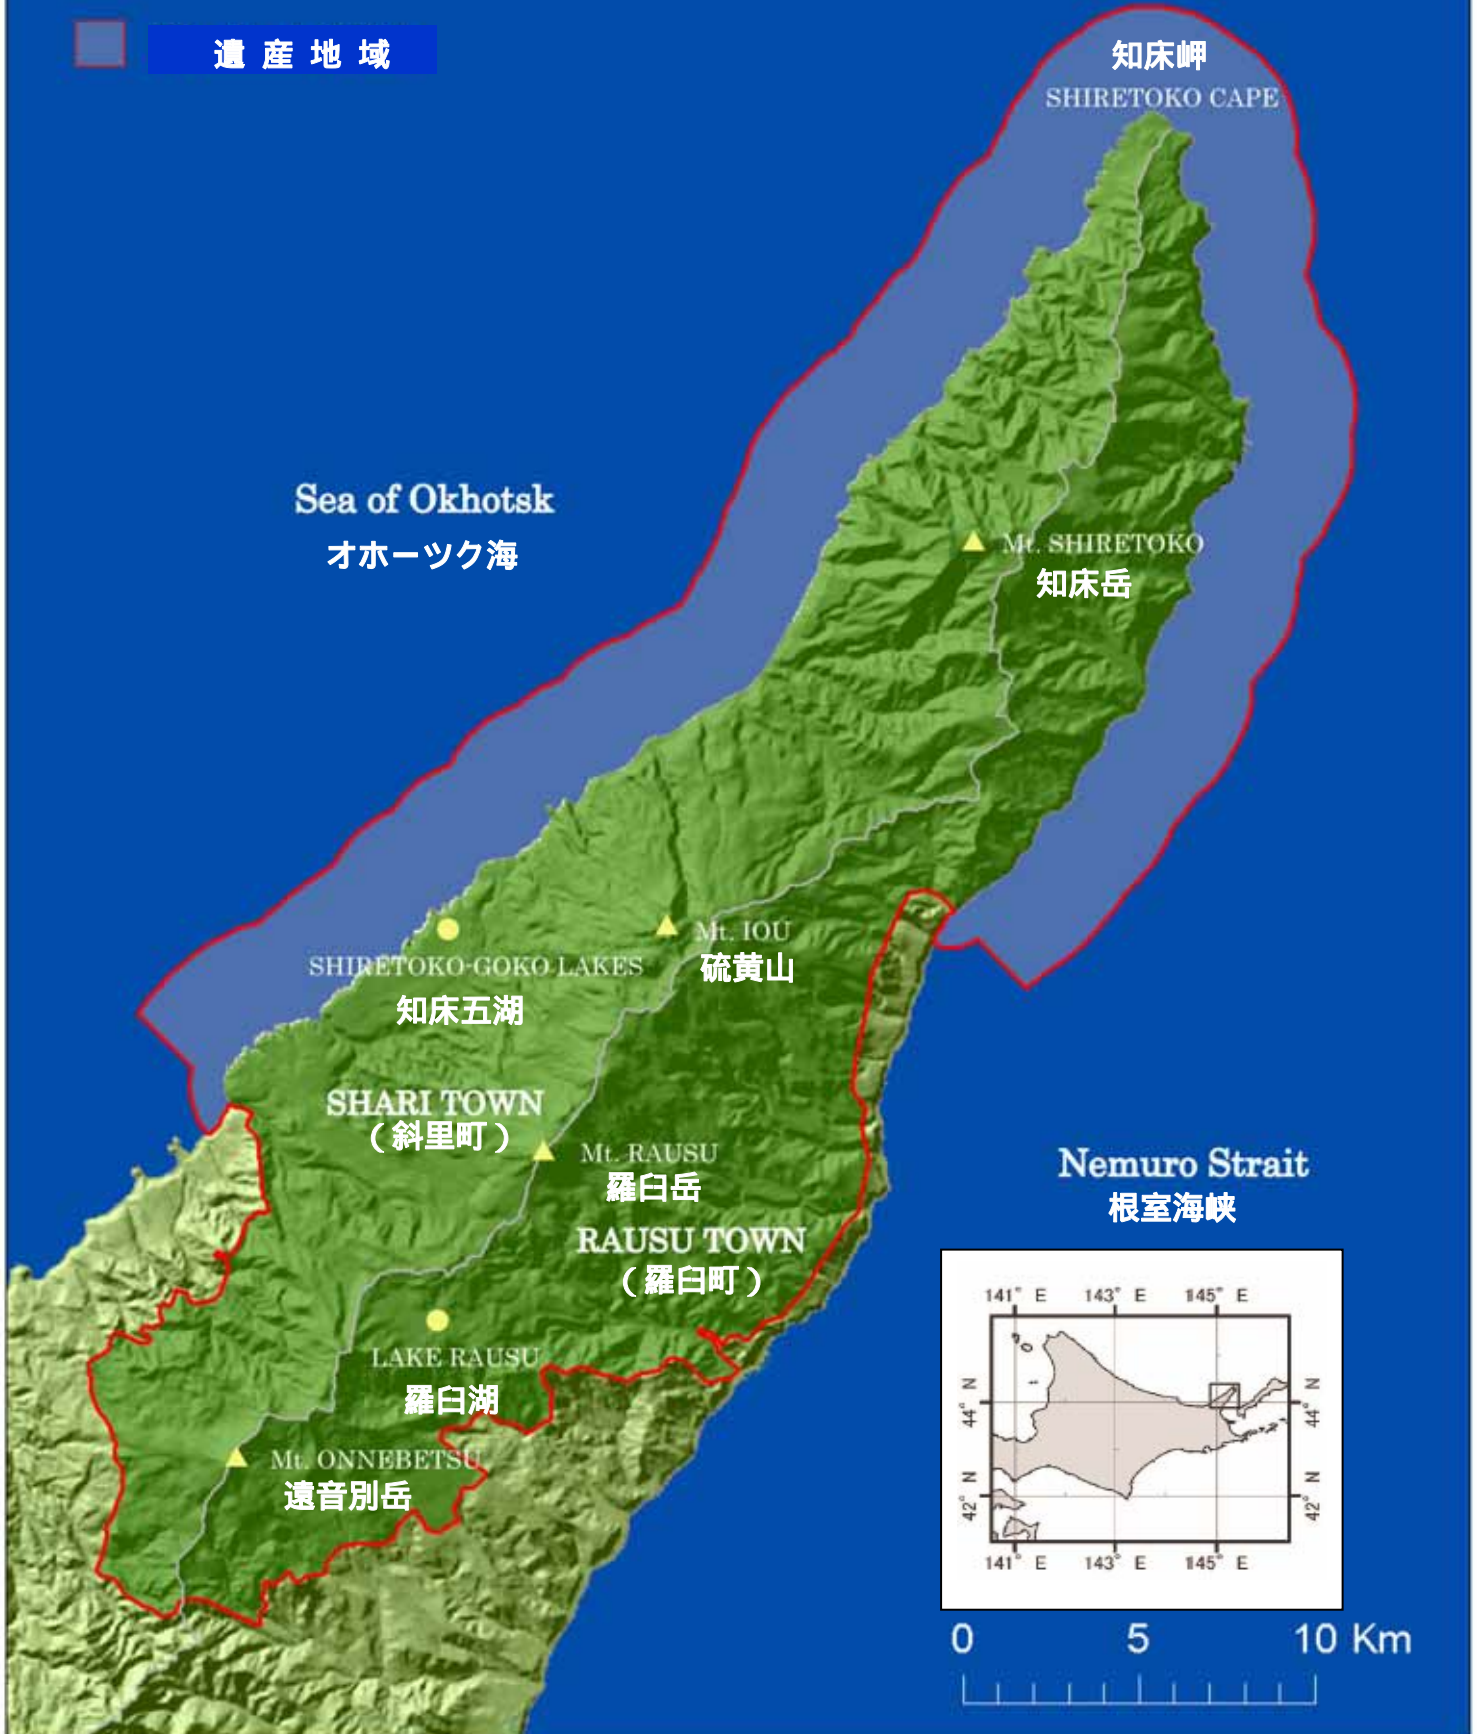 遺産地域
知床岬
SHIRETOKO CAPE
Sea of Okhotsk
オホーツク海
Mt. SHIRETOKO
知床岳
Mt. IOU
硫黄山
SHIRETOKO-GOKO LAKES
知床五湖
SHARI TOWN
（斜里町）
Mt. RAUSU
羅臼岳
RAUSU TOWN
（羅臼町）
Nemuro Strait
根室海峡
LAKE RAUSU
羅臼湖
Mt. ONNEBETSU
遠音別岳
141° E 143° E 145° E
44° N 44° N
42° N 42° N
141° E 143° E 145° E
0 5 10 Km